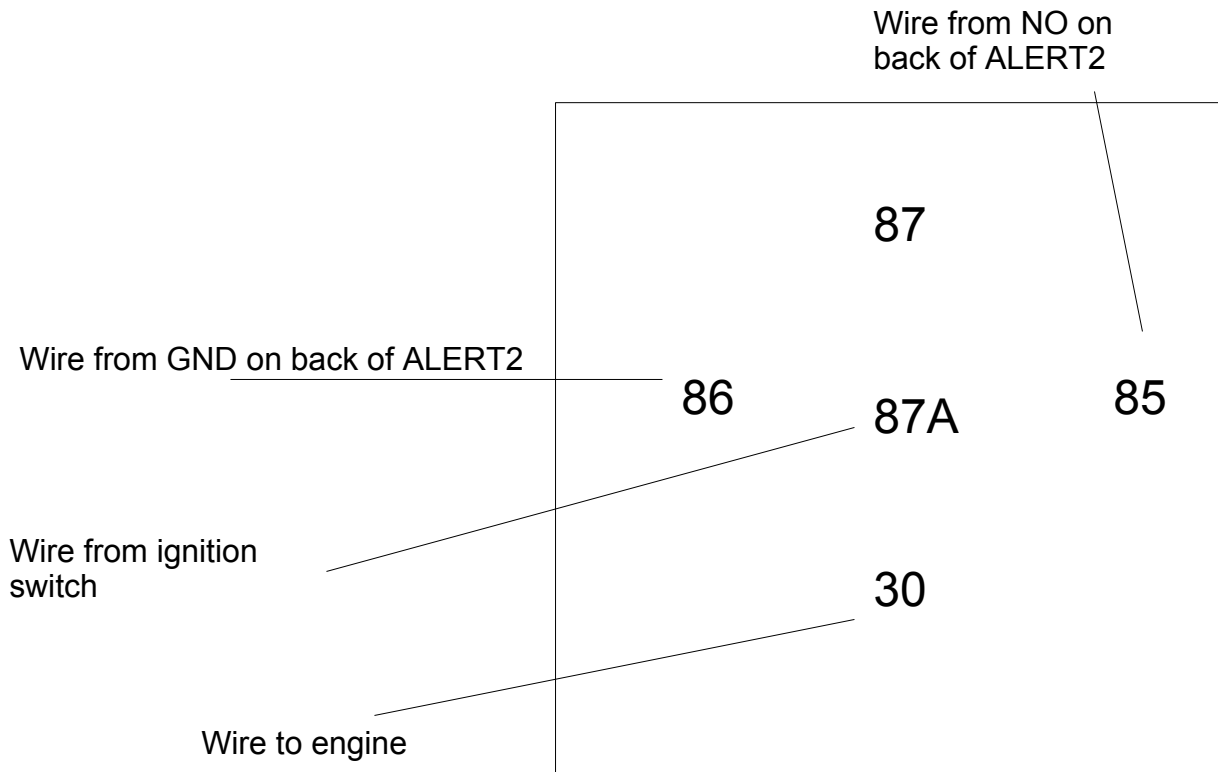 Wire from NO on
back of ALERT2
87
Wire from GND on back of ALERT2
86
87A
85
Wire from ignition
switch
30
Wire to engine